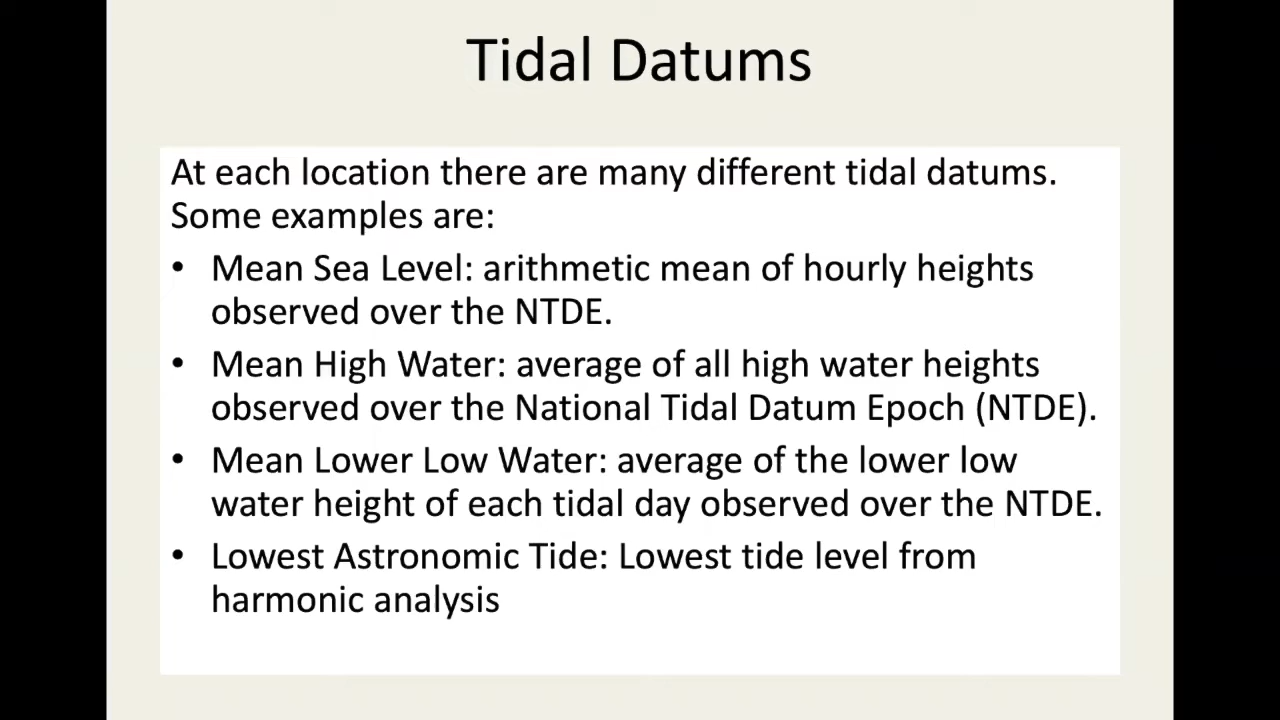 Tidal Datums
At each location there are many different tidal datums.
Some examples are:
• Mean Sea Level: arithmetic mean of hourly heights
observed over the NTDE.
• Mean High Water: average of all high water heights
observed over the National Tidal Datum Epoch (NTDE).
• Mean Lower Low Water: average of the lower low
water height of each tidal day observed over the NTDE.
• Lowest Astronomic Tide: Lowest tide level from
harmonic analysis